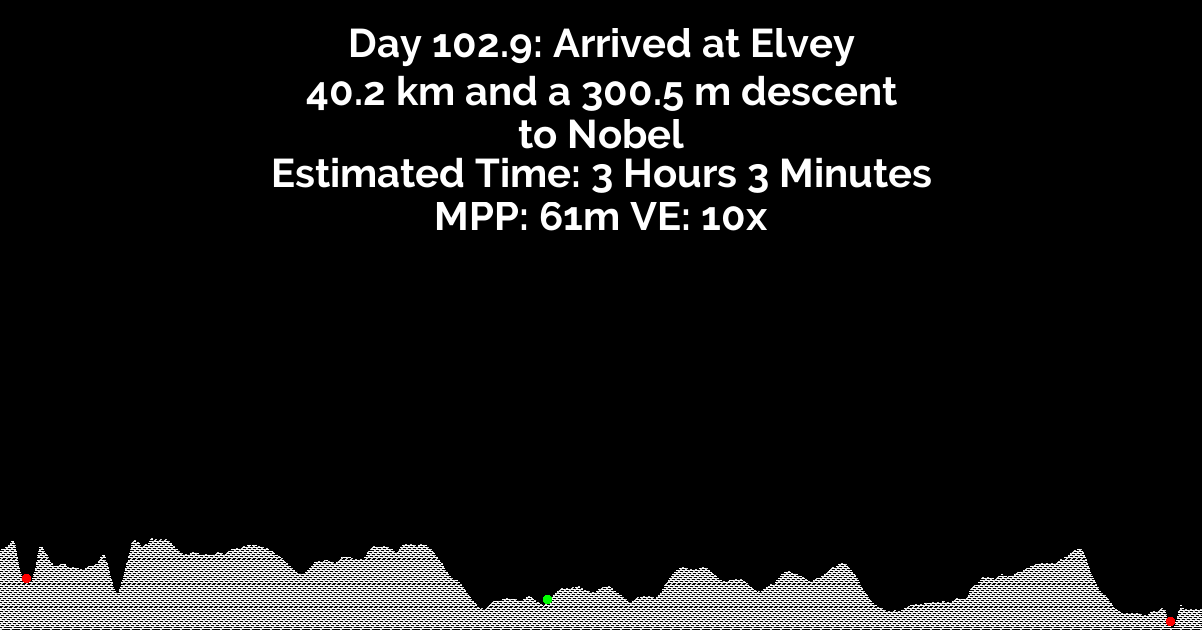 Day 102.9: Arrived at Elvey
40.2 km and a 300.5 m descent
to Nobel
Estimated Time: 3 Hours 3 Minutes
MPP: 61m VE: 10x